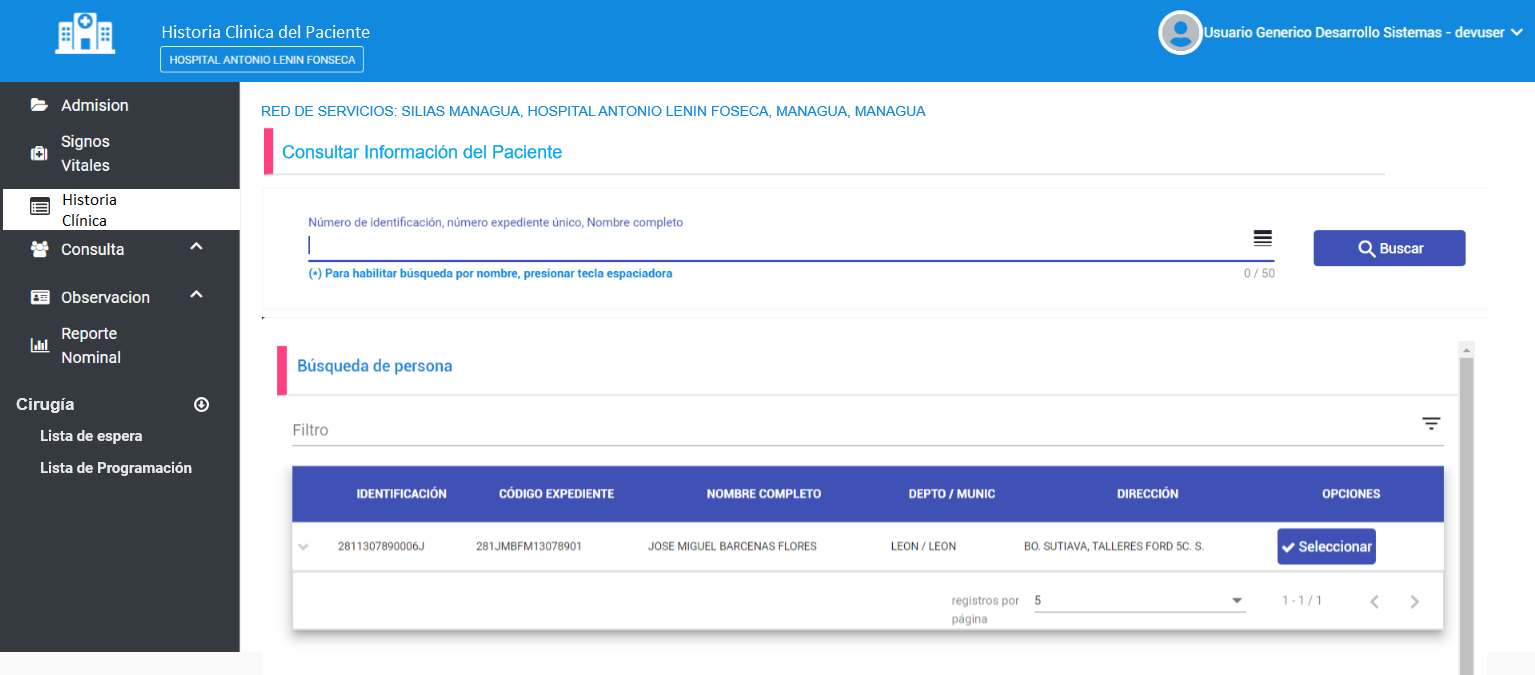 Historia Clinica del Paciente
HOSPITAL ANTONIO LENIN FONSECA
Usuario Generico Desarrollo Sistemas - devuser
Admision
Signos
Vitales
Historia
Clínica
Consulta
Observacion
Reporte
Nominal
Cirugía
Lista de espera
Lista de Programación
RED DE SERVICIOS: SILIAS MANAGUA, HOSPITAL ANTONIO LENIN FOSECA, MANAGUA, MANAGUA
Consultar Información del Paciente
Número de identificación, número expediente único, Nombre completo
(*) Para habilitar búsqueda por nombre, presionar tecla espaciadora
0 / 50
Buscar
Búsqueda de persona
Filtro
IDENTIFICACIÓN CÓDIGO EXPEDIENTE NOMBRE COMPLETO DEPTO / MUNIC DIRECCIÓN OPCIONES
2811307890006J 281JMBFM13078901 JOSE MIGUEL BARCENAS FLORES LEON / LEON BO. SUTIAVA, TALLERES FORD 5C. S. Seleccionar
registros por
página
5
1 - 1 / 1